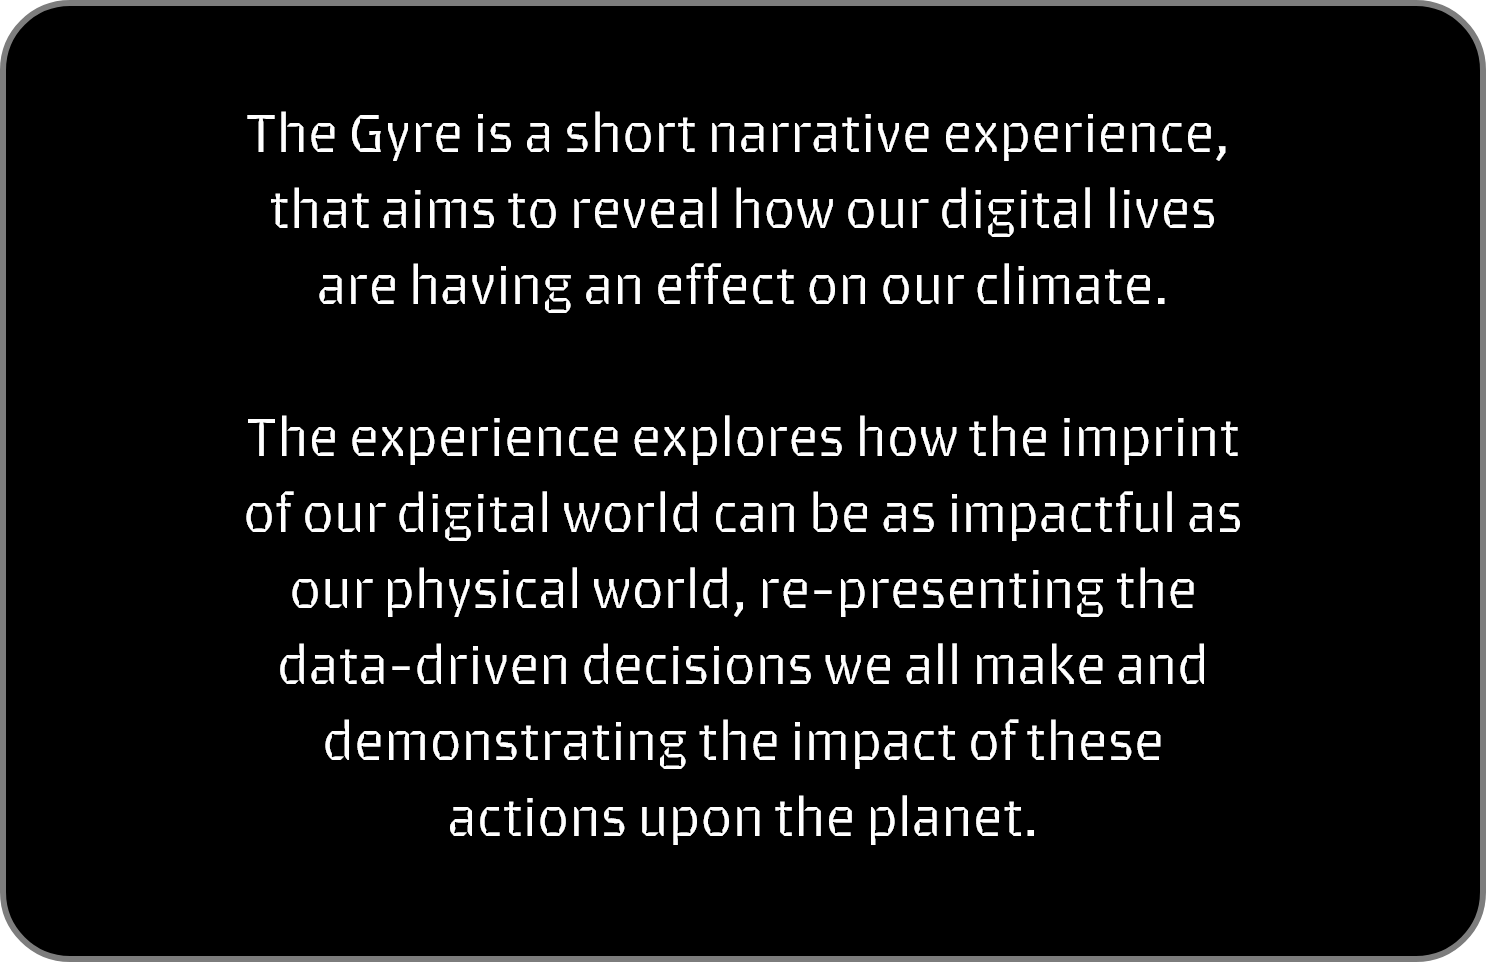 The Gyre is a short narrative experience,
that aims to reveal how our digital lives
are having an effect on our climate.
The experience explores how the imprint
of our digital world can be as impactful as
our physical world, re-presenting the
data-driven decisions we all make and
demonstrating the impact of these
actions upon the planet.